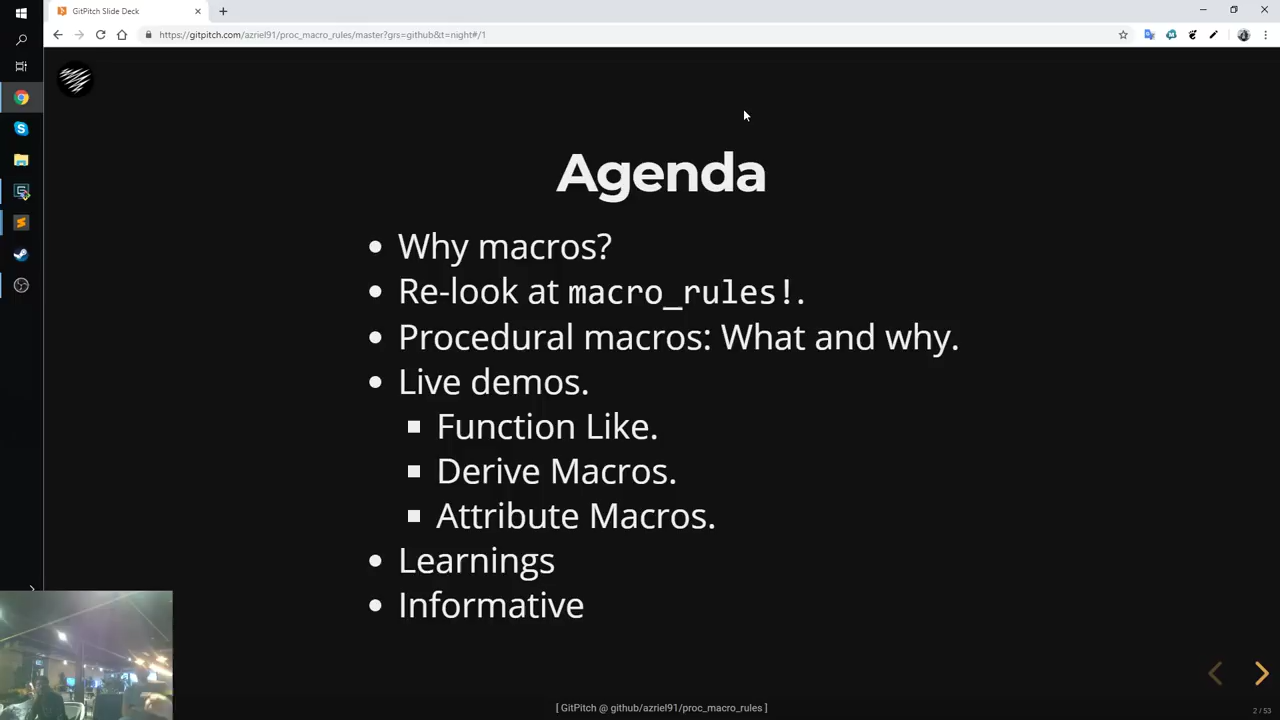 GitPitch Slide Deck
https://gitpitch.com/azriel91/proc_macro_rules/master?grs=github&t=night#/1
Agenda
Why macros?
Re-look at macro_rules!.
Procedural macros: What and why.
Live demos.
Function Like.
Derive Macros.
Attribute Macros.
Learnings
Informative
[ GitPitch @ github/azriel91/proc_macro_rules ]
2 / 53